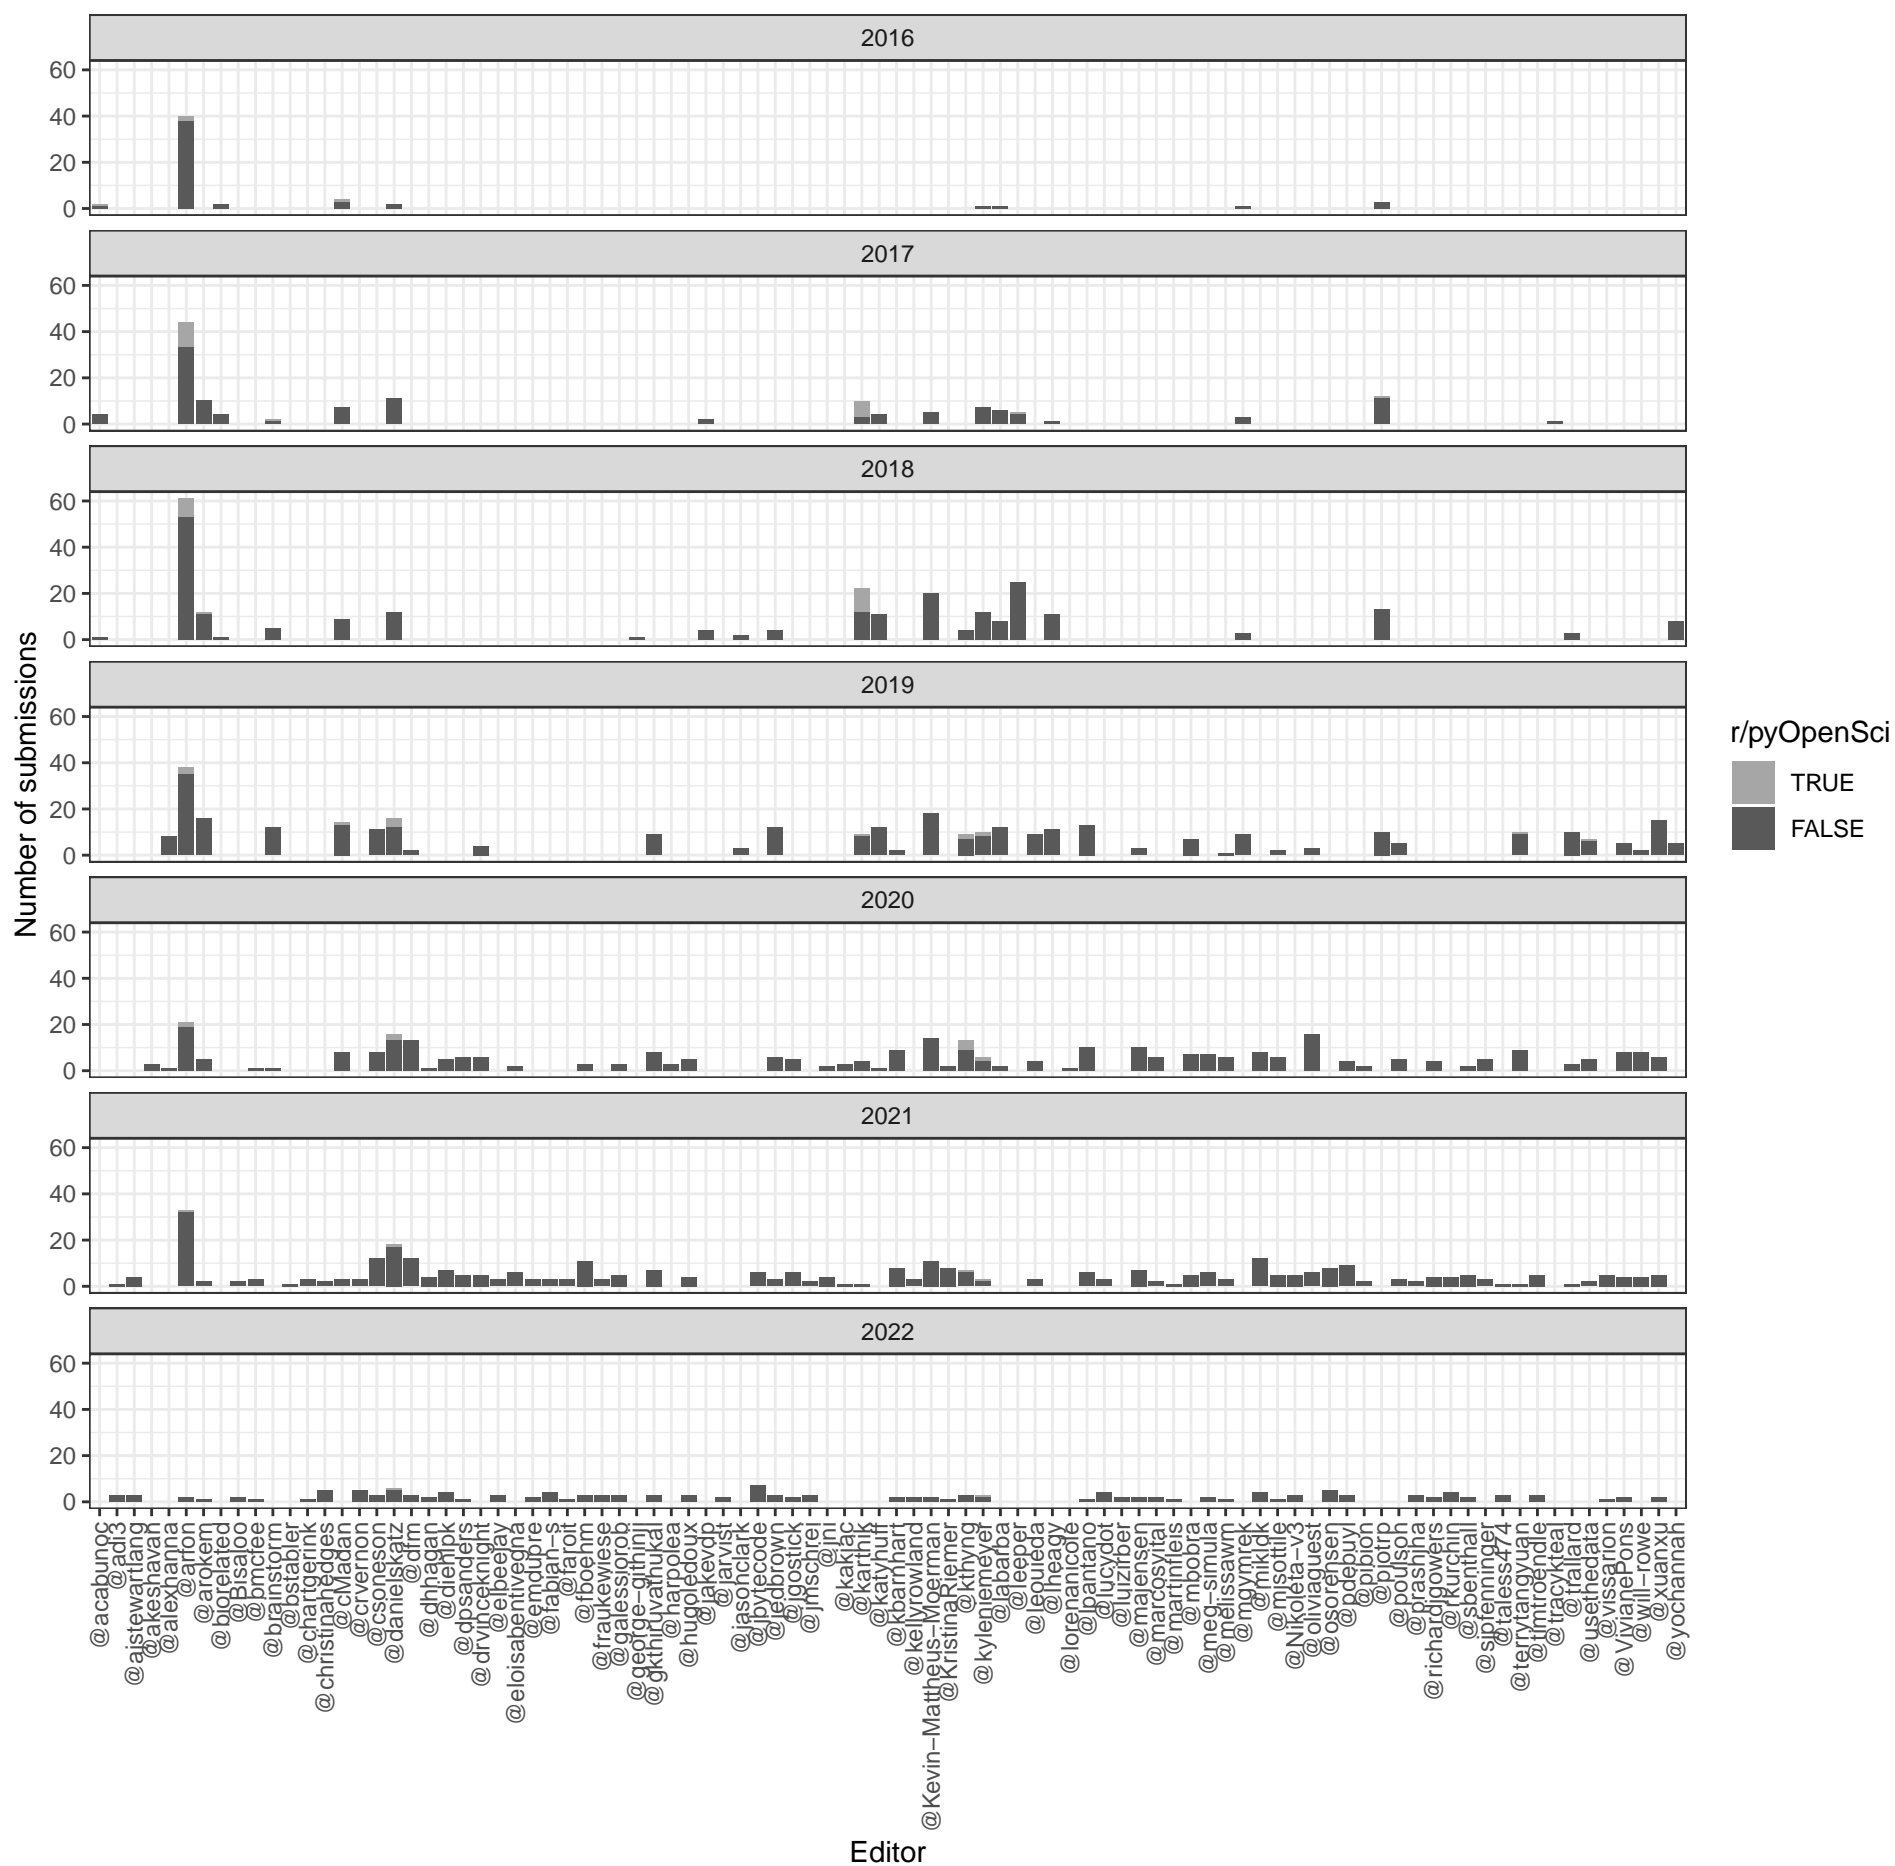 2016
60
40
20
0
2017
60
40
20
0
2018
60
40
20
0
2019
60
40
20
0
2020
60
40
20
0
2021
60
40
20
0
2022
60
40
20
0
Number of submissions
@acabunoc
@adi3
@ajstewartlang
@akeshavan
@alexhanna
@arfon
@arokem
@biorelated
@Bisaloo
@bmcfee
@brainstorm
@bstabler
@chartgerink
@christinahedges
@cMadan
@crvernon
@csoneson
@danielskatz
@dfm
@dhhagan
@diehlpk
@dpsanders
@drvinceknight
@elbeejay
@eloisabentivegna
@emdupre
@fabian-s
@faroit
@fboehm
@fraukewiese
@galessiorob
@george-githinji
@gkthiruvathukal
@harpolea
@hugoledoux
@jakevdp
@jarvist
@jasonclark
@jbytecode
@jedbrown
@jgostick
@jmschrei
@jni
@kakiac
@karthik
@katyhuff
@kbarnhart
@kellyrowland
@Kevin-Mattheus-Moerman
@KristinaRiemer
@kthyng
@kyleniemeyer
@labarba
@leeper
@leouieda
@lheagy
@lorenanicole
@lpantano
@lucydot
@luizirber
@majensen
@marcosvital
@martinfleis
@mbobra
@meg-simula
@melissawm
@mgymrek
@mikldk
@mjsottile
@Nikoleta-v3
@oliviaguest
@osorensen
@pdebuyl
@pibion
@pjotrp
@poulson
@prashjha
@richardjgowers
@rkurchin
@sbenthall
@sjpfenninger
@taless474
@terrytangyuan
@timtroendle
@tracykteal
@trallard
@usethedata
@vissarion
@VivianePons
@will-rowe
@xuanxu
@yochannah
Editor
r/pyOpenSci
TRUE
FALSE